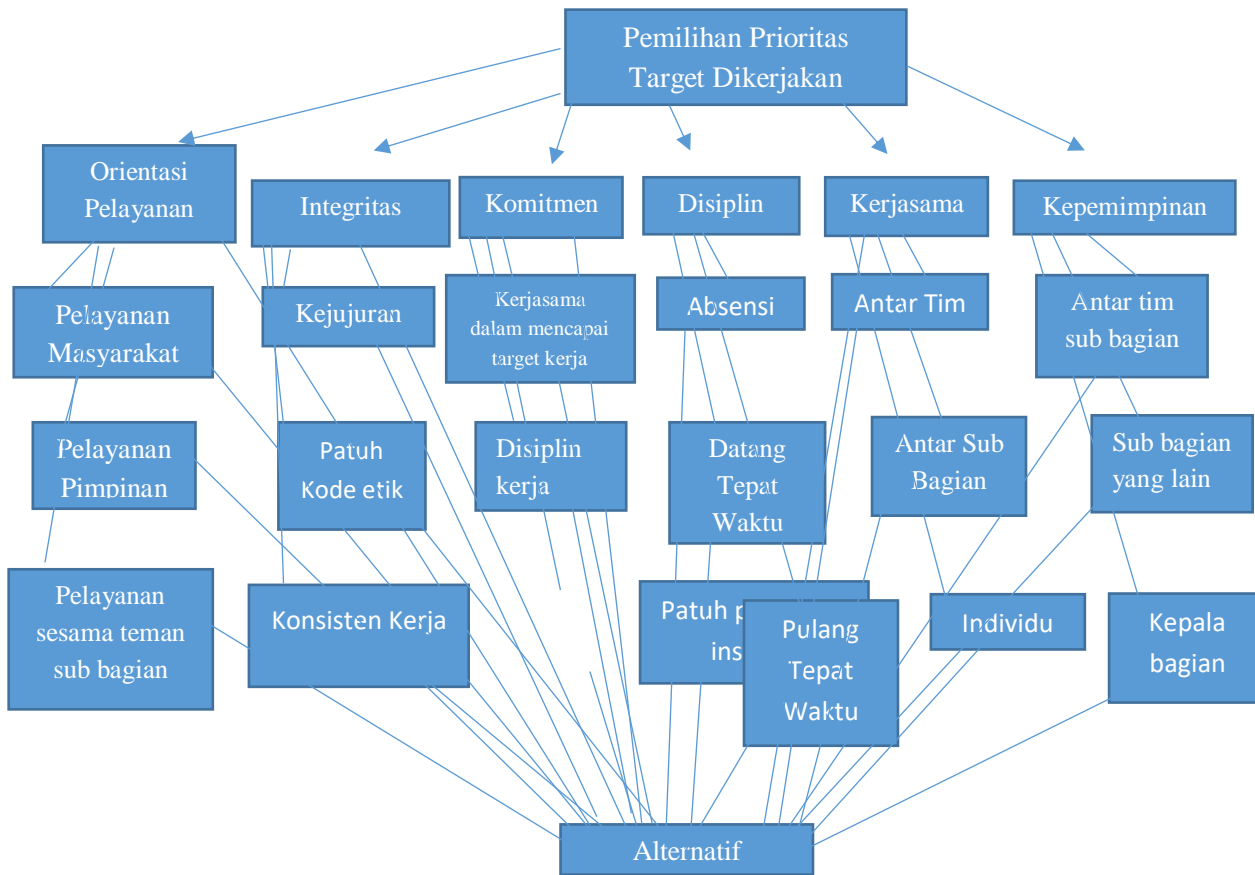 Pemilihan Prioritas
Target Dikerjakan
Orientasi
Pelayanan
Integritas
Komitmen
Disiplin
Kerjasama
Kepemimpinan
Pelayanan
Masyarakat
Kejujuran
Kerjasama
dalam mencapai
target kerja
Absensi
Antar Tim
Antar tim
sub bagian
Pelayanan
Pimpinan
Patuh
Kode etik
Disiplin
kerja
Datang
Tepat
Waktu
Antar Sub
Bagian
Sub bagian
yang lain
Pelayanan
sesama teman
sub bagian
Konsisten Kerja
Patuh
Pulang
Tepat
Waktu
Individu
Kepala
bagian
Alternatif